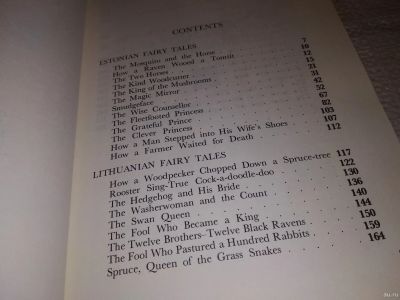 CONTENTS
ESTONIAN FAIRY TALES
The Mosquito and the Horse . . . 7
How a Raven Wooed a Tomtit . . . 10
The Two Horses . . . 12
The Kind Woodcutter . . . 15
The King of the Mushrooms . . . 21
The Magic Mirror . . . 31
Smudgeface . . . 42
The Wise Counsellor . . . 52
The Fleetfooted Princess . . . 67
The Grateful Prince . . . 82
The Clever Princess . . . 103
How a Man Stepped into His Wife's Shoes . . . 107
How a Farmer Waited for Death . . . 112
LITHUANIAN FAIRY TALES
How a Woodpecker Chopped Down a Spruce-tree 117
Rooster Sing-True Cock-a-doodle-doo . . . 122
The Hedgehog and His Bride . . . 130
The Washerwoman and the Count . . . 136
The Swan Queen . . . 140
The Fool Who Became a King . . . 144
The Twelve Brothers–Twelve Black Ravens . . . 150
The Fool Who Pastured a Hundred Rabbits . . . 159
Spruce, Queen of the Grass Snakes . . . 164